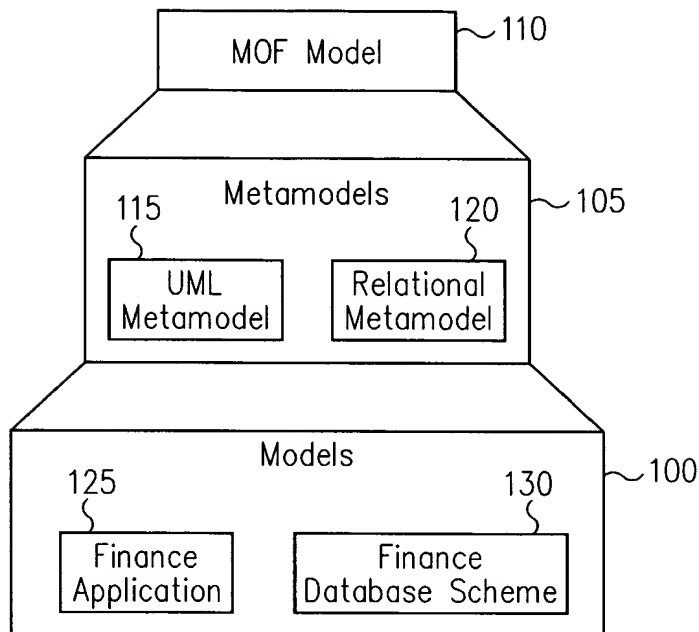 MOF Model
110
Metamodels
105
115
120
UML
Metamodel
Relational
Metamodel
Models
100
125
130
Finance
Application
Finance
Database Scheme